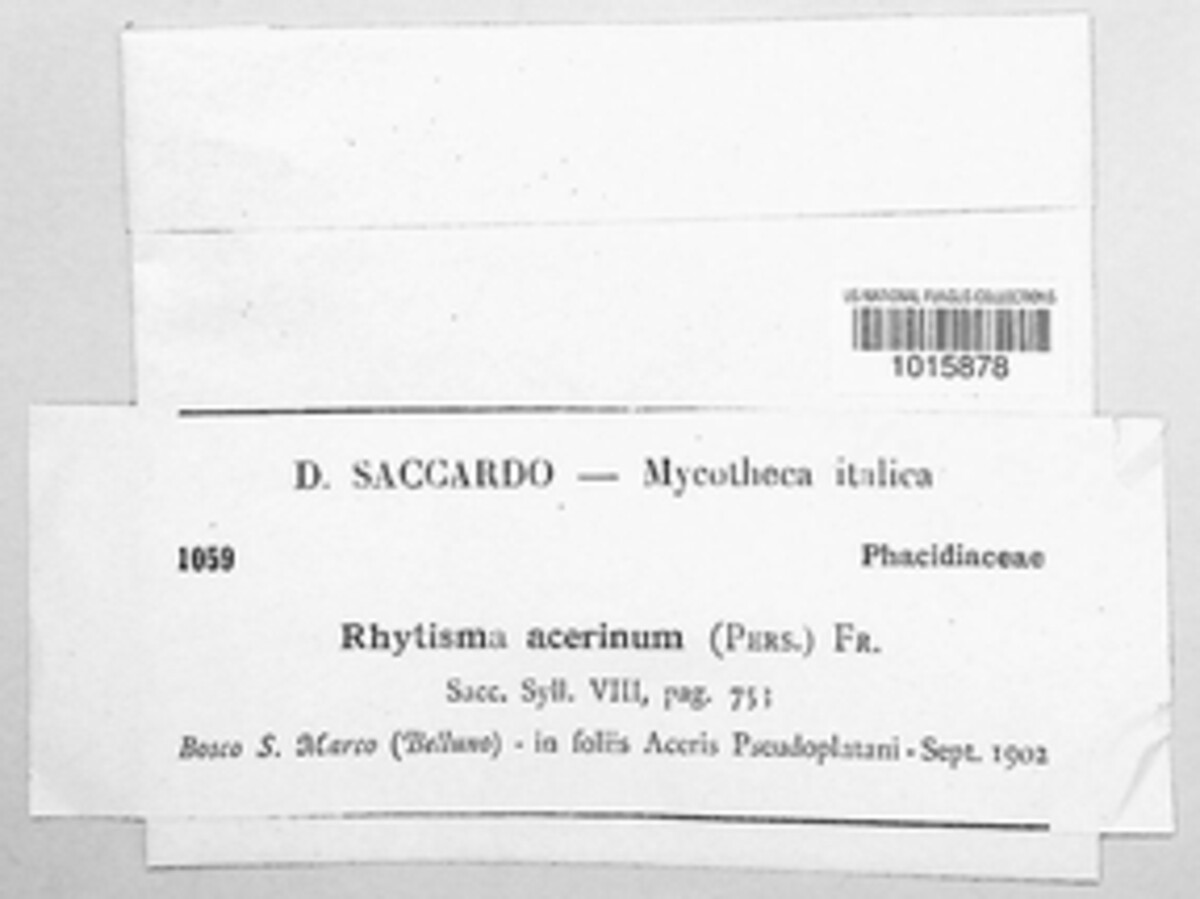 US NATIONAL FUNGUS COLLECTIONS
1015878
D. SACCARDO — Mycotheca italica
1059
Phacidiaceae
Rhytisma acerinum (PERS.) FR.
Sacc. Syll. VIII, pag. 753
Bosco S. Marco (Belluno) - in foliis Aceris Pseudoplatani - Sept. 1902